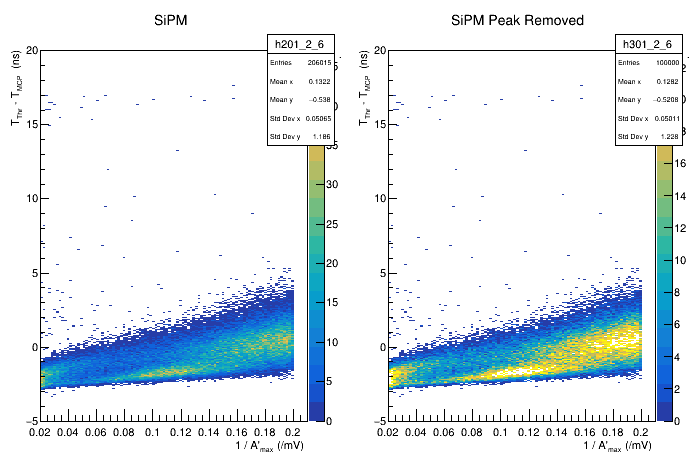 SiPM
h201_2_6
Entries 206015
Mean x 0.1322
Mean y −0.538
Std Dev x 0.05065
Std Dev y 1.186
T_Thr - T_MCP (ns)
20
15
10
5
0
−5
0.02 0.04 0.06 0.08 0.1 0.12 0.14 0.16 0.18 0.2
1 / A'_max (/mV)
35
30
25
20
15
10
5
0
SiPM Peak Removed
h301_2_6
Entries 100000
Mean x 0.1282
Mean y −0.5208
Std Dev x 0.05011
Std Dev y 1.228
T_Thr - T_MCP (ns)
20
15
10
5
0
−5
0.02 0.04 0.06 0.08 0.1 0.12 0.14 0.16 0.18 0.2
1 / A'_max (/mV)
16
14
12
10
8
6
4
2
0